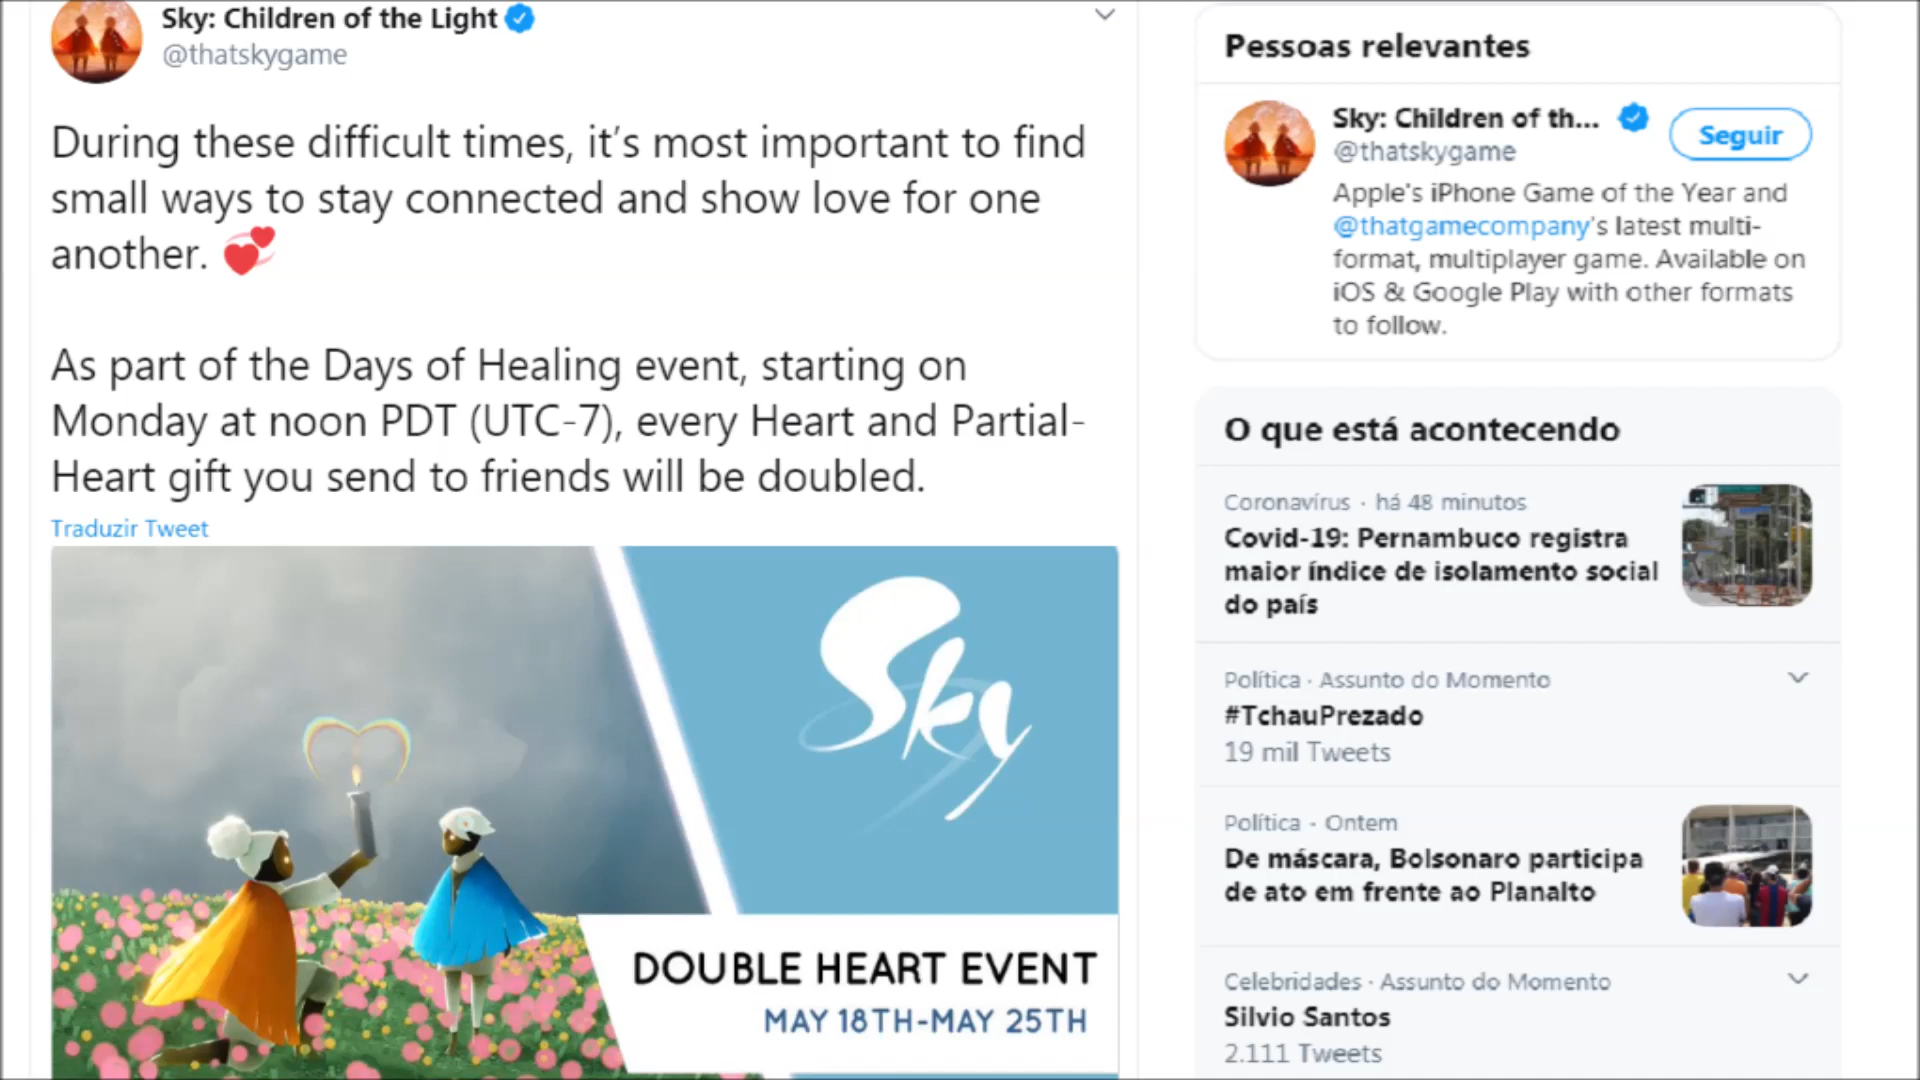 Sky: Children of the Light
@thatskygame
During these difficult times, it's most important to find
small ways to stay connected and show love for one
another. 💞
As part of the Days of Healing event, starting on
Monday at noon PDT (UTC-7), every Heart and Partial-
Heart gift you send to friends will be doubled.
Traduzir Tweet
Sky
DOUBLE HEART EVENT
MAY 18TH-MAY 25TH
Pessoas relevantes
Sky: Children of th...
@thatskygame
Seguir
Apple's iPhone Game of the Year and
@thatgamecompany's latest multi-
format, multiplayer game. Available on
iOS & Google Play with other formats
to follow.
O que está acontecendo
Coronavírus · há 48 minutos
Covid-19: Pernambuco registra
maior índice de isolamento social
do país
Política · Assunto do Momento
#TchauPrezado
19 mil Tweets
Política · Ontem
De máscara, Bolsonaro participa
de ato em frente ao Planalto
Celebridades · Assunto do Momento
Silvio Santos
2.111 Tweets